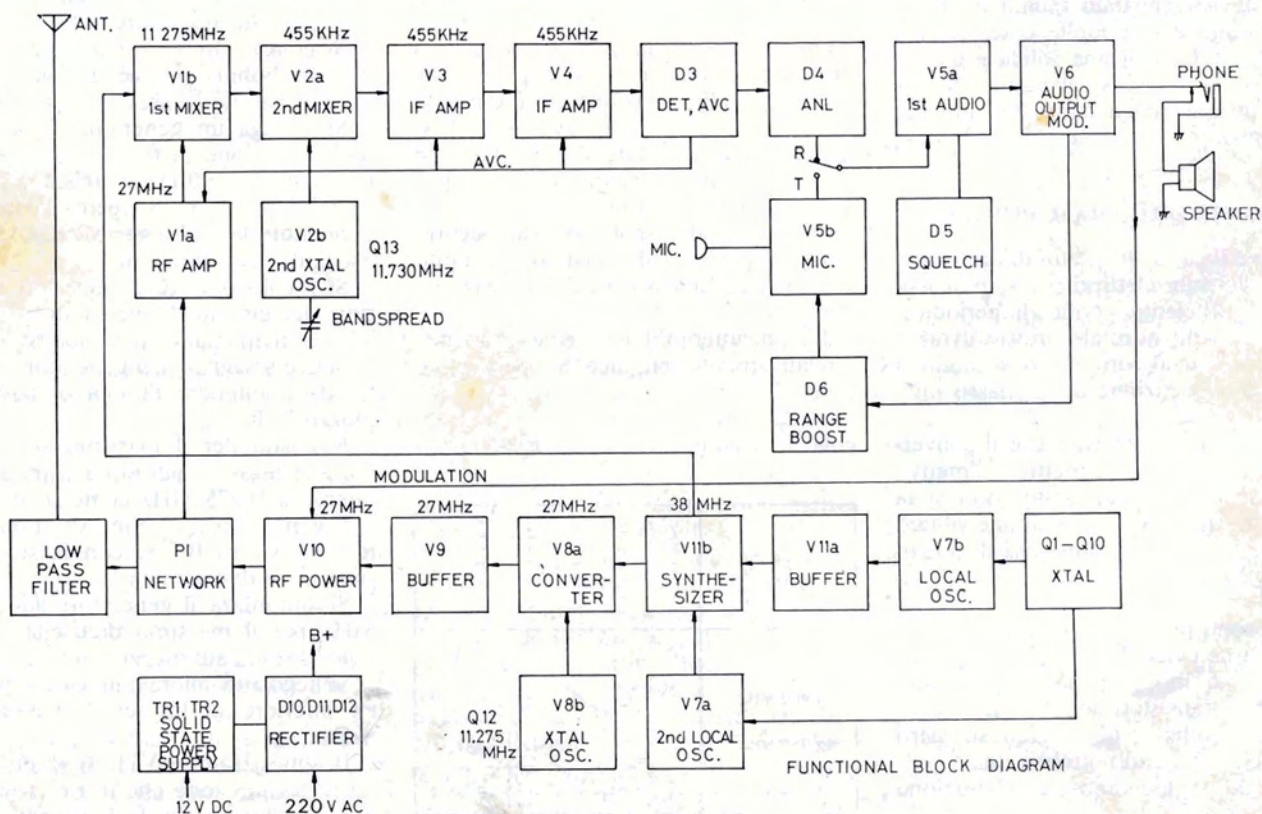 ANT.
11 275MHz
455 KHz
455KHz
455KHz
V1b
1st MIXER
V2a
2nd MIXER
V3
IF AMP
V4
IF AMP
D3
DET, AVC
D4
ANL
V5a
1st AUDIO
V6
AUDIO
OUTPUT
MOD.
PHONE
SPEAKER
AVC.
R
T
27MHz
V1a
RF AMP
V2b
2nd XTAL
OSC.
Q13
11,730MHz
BANDSPREAD
MIC.
V5b
MIC.
D5
SQUELCH
D6
RANGE
BOOST
MODULATION
27MHz
27MHz
27MHz
38 MHz
LOW
PASS
FILTER
PI
NETWORK
V10
RF POWER
V9
BUFFER
V8a
CONVER-
TER
V11b
SYNTHE-
SIZER
V11a
BUFFER
V7b
LOCAL
OSC.
Q1-Q10
XTAL
B+
TR1, TR2
SOLID
STATE
POWER
SUPPLY
D10,D11,D12
RECTIFIER
Q12
11,275
MHz
V8b
XTAL
OSC.
V7a
2nd LOCAL
OSC.
12V DC
220V AC
FUNCTIONAL BLOCK DIAGRAM